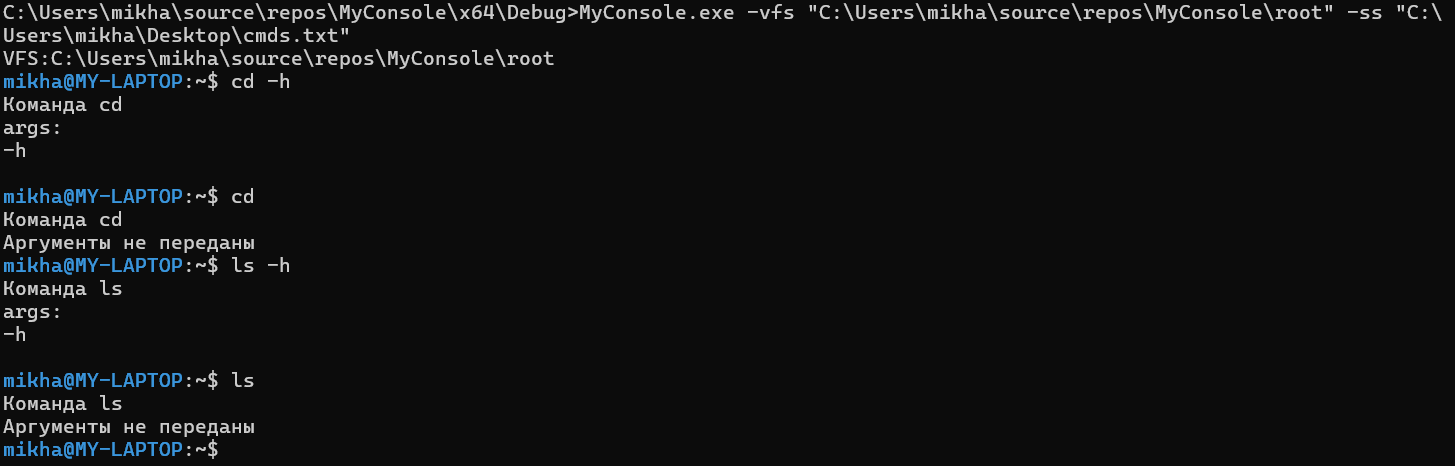 C:\Users\mikha\source\repos\MyConsole\x64\Debug>MyConsole.exe -vfs "C:\Users\mikha\source\repos\MyConsole\root" -ss "C:\
Users\mikha\Desktop\cmds.txt"
VFS:C:\Users\mikha\source\repos\MyConsole\root
mikha@MY-LAPTOP:~$ cd -h
Команда cd
args:
-h
mikha@MY-LAPTOP:~$ cd
Команда cd
Аргументы не переданы
mikha@MY-LAPTOP:~$ ls -h
Команда ls
args:
-h
mikha@MY-LAPTOP:~$ ls
Команда ls
Аргументы не переданы
mikha@MY-LAPTOP:~$